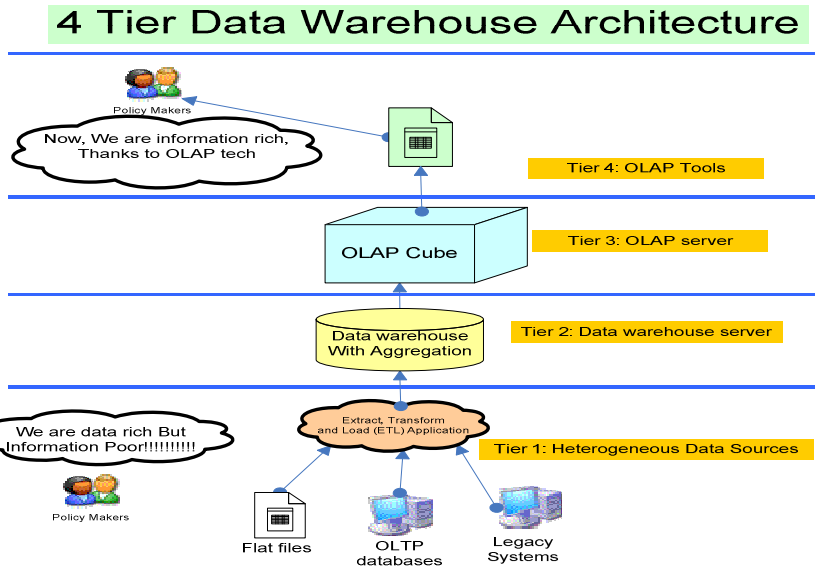 4 Tier Data Warehouse Architecture
Policy Makers
Now, We are information rich,
Thanks to OLAP tech
Tier 4: OLAP Tools
Tier 3: OLAP server
OLAP Cube
Tier 2: Data warehouse server
Data warehouse
With Aggregation
We are data rich But
Information Poor!!!!!!!!!!
Extract, Transform
and Load (ETL) Application
Tier 1: Heterogeneous Data Sources
Policy Makers
Flat files
OLTP
databases
Legacy
Systems